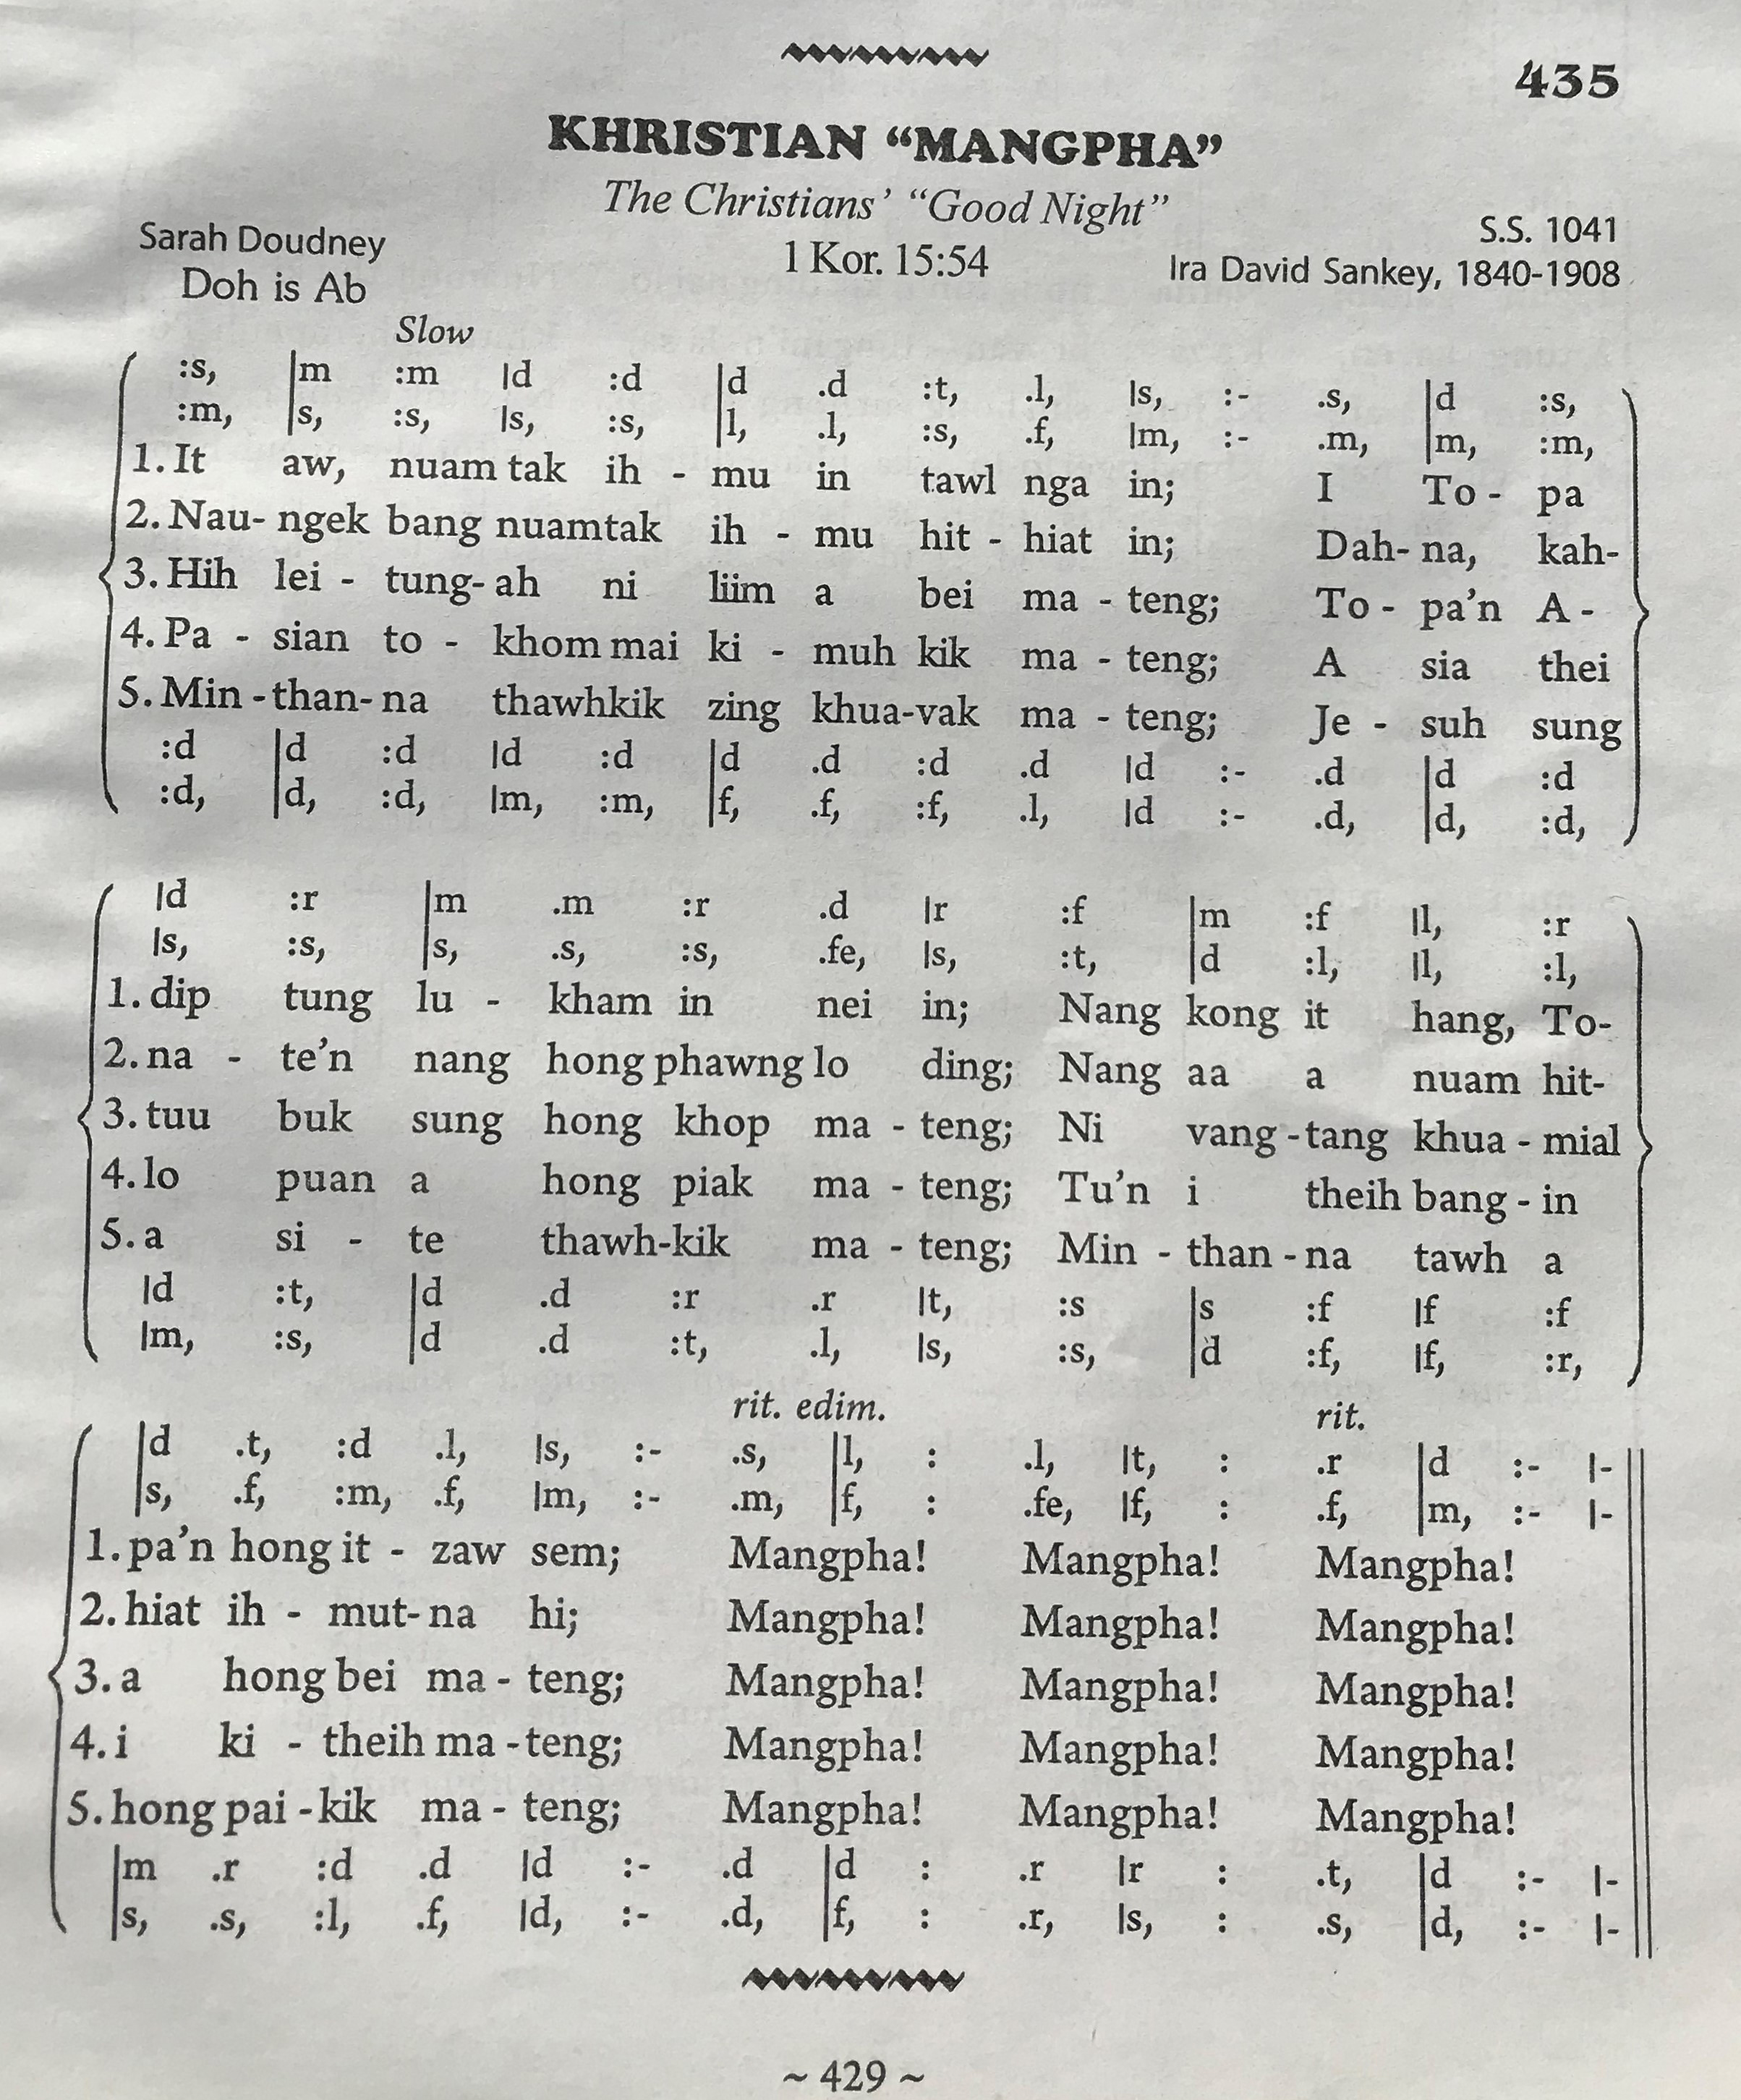 435
KHRISTIAN “MANGPHA”
The Christians’ “Good Night”
Sarah Doudney
S.S. 1041
1 Kor. 15:54
Doh is Ab
Ira David Sankey, 1840-1908
Slow
:s, |m :m |d :d |d .d :t, .l, |s, :- .s, |d :s,
:m, |s, :s, |s, :s, |l, .l, :s, .f, |m, :- .m, |m, :m,
1. It aw, nuam tak ih - mu in tawl nga in; I To - pa
2. Nau- ngek bang nuamtak ih - mu hit - hiat in; Dah- na, kah-
3. Hih lei - tung- ah ni liim a bei ma - teng; To - pa’n A -
4. Pa - sian to - khom mai ki - muh kik ma - teng; A sia thei
5. Min - than- na thawhkik zing khua-vak ma - teng; Je - suh sung
:d |d :d |d :d |d .d :d .d |d :- .d |d :d
:d, |d, :d, |m, :m, |f, .f, :f, .l, |d :- .d, |d, :d,
|d :r |m .m :r .d |r :f |m :f |l, :r
|s, :s, |s, .s, :s, .fe, |s, :t, |d :l, |l, :l,
1. dip tung lu - kham in nei in; Nang kong it hang, To-
2. na - te’n nang hong phawng lo ding; Nang aa a nuam hit-
3. tuu buk sung hong khop ma - teng; Ni vang - tang khua - mial
4. lo puan a hong piak ma - teng; Tu’n i theih bang - in
5. a si - te thawh-kik ma - teng; Min - than - na tawh a
|d :t, |d .d :r .r |t, :s |s :f |f :f
|m, :s, |d .d :t, .l, |s, :s, |d :f, |f, :r,
rit. edim. rit.
|d .t, :d .l, |s, :- .s, |l, : .l, |t, : .r |d :- |-
|s, .f, :m, .f, |m, :- .m, |f, : .fe, |f, : .f, |m, :- |-
1. pa’n hong it - zaw sem; Mangpha! Mangpha! Mangpha!
2. hiat ih - mut- na hi; Mangpha! Mangpha! Mangpha!
3. a hong bei ma - teng; Mangpha! Mangpha! Mangpha!
4. i ki - theih ma - teng; Mangpha! Mangpha! Mangpha!
5. hong pai - kik ma - teng; Mangpha! Mangpha! Mangpha!
|m .r :d .d |d :- .d |d : .r |r : .t, |d :- |-
|s, .s, :l, .f, |d, :- .d, |f, : .r, |s, : .s, |d, :- |-
~ 429 ~